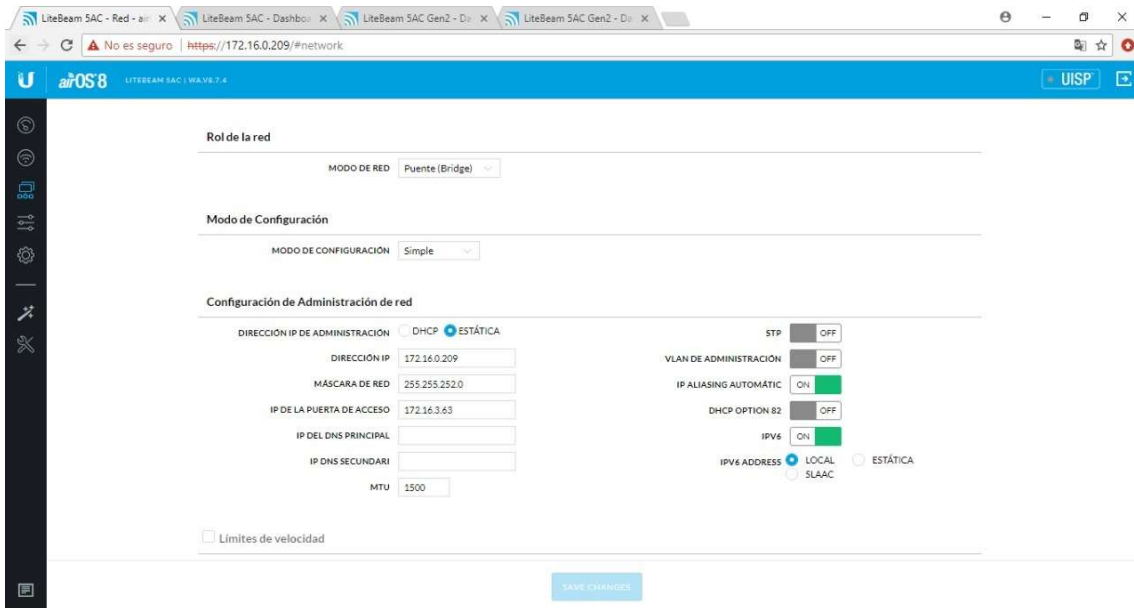 LiteBeam 5AC - Red - air
LiteBeam 5AC - Dashboa
LiteBeam 5AC Gen2 - Da
LiteBeam 5AC Gen2 - Da
No es seguro | https://172.16.0.209/#network
U airOS 8 LITEBEAM 5AC | WA.V8.7.4 UISP
Rol de la red
MODO DE RED Puente (Bridge)
Modo de Configuración
MODO DE CONFIGURACIÓN Simple
Configuración de Administración de red
DIRECCIÓN IP DE ADMINISTRACIÓN DHCP ESTÁTICA
DIRECCIÓN IP 172.16.0.209
MÁSCARA DE RED 255.255.252.0
IP DE LA PUERTA DE ACCESO 172.16.3.63
IP DEL DNS PRINCIPAL
IP DNS SECUNDARI
MTU 1500
STP OFF
VLAN DE ADMINISTRACIÓN OFF
IP ALIASING AUTOMÁTIC ON
DHCP OPTION 82 OFF
IPV6 ON
IPV6 ADDRESS LOCAL ESTÁTICA
SLAAC
Límites de velocidad
SAVE CHANGES